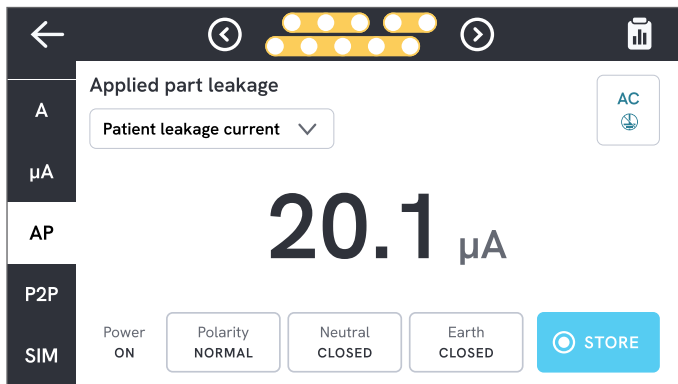 Applied part leakage
AC
Patient leakage current
A
μA
AP
P2P
SIM
20.1 μA
Power
ON
Polarity
NORMAL
Neutral
CLOSED
Earth
CLOSED
STORE